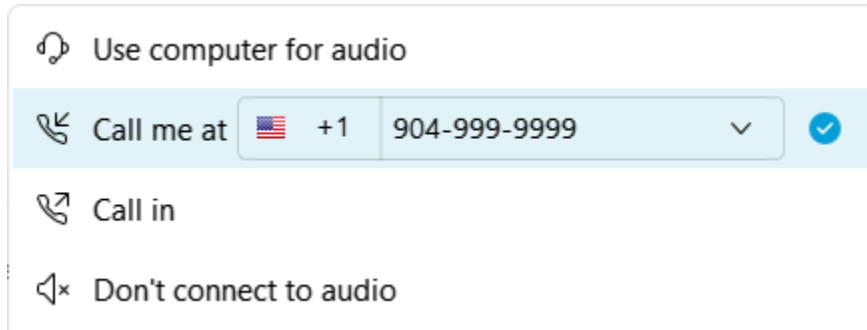 Use computer for audio
Call me at +1 904-999-9999
Call in
Don't connect to audio